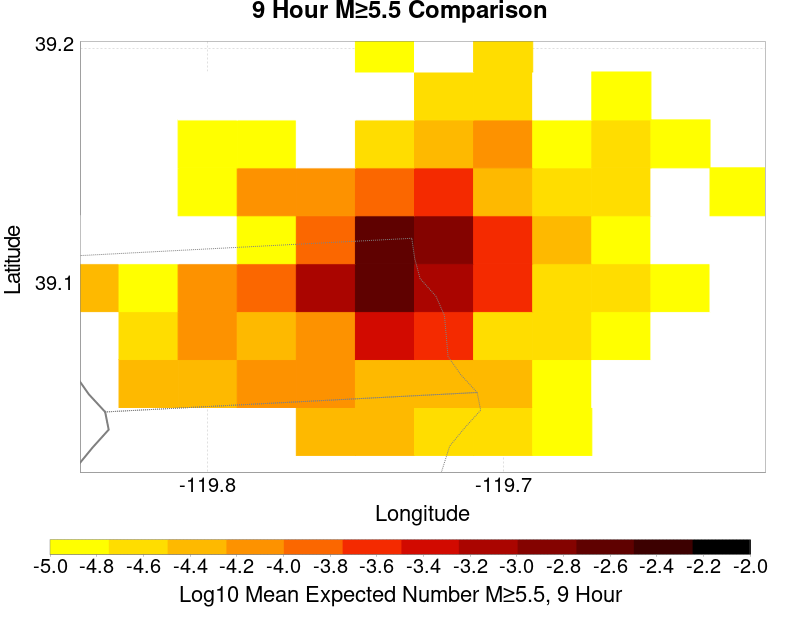 9 Hour M≥5.5 Comparison
39.2
39.1
Latitude
-119.8 -119.7
Longitude
-5.0 -4.8 -4.6 -4.4 -4.2 -4.0 -3.8 -3.6 -3.4 -3.2 -3.0 -2.8 -2.6 -2.4 -2.2 -2.0
Log10 Mean Expected Number M≥5.5, 9 Hour